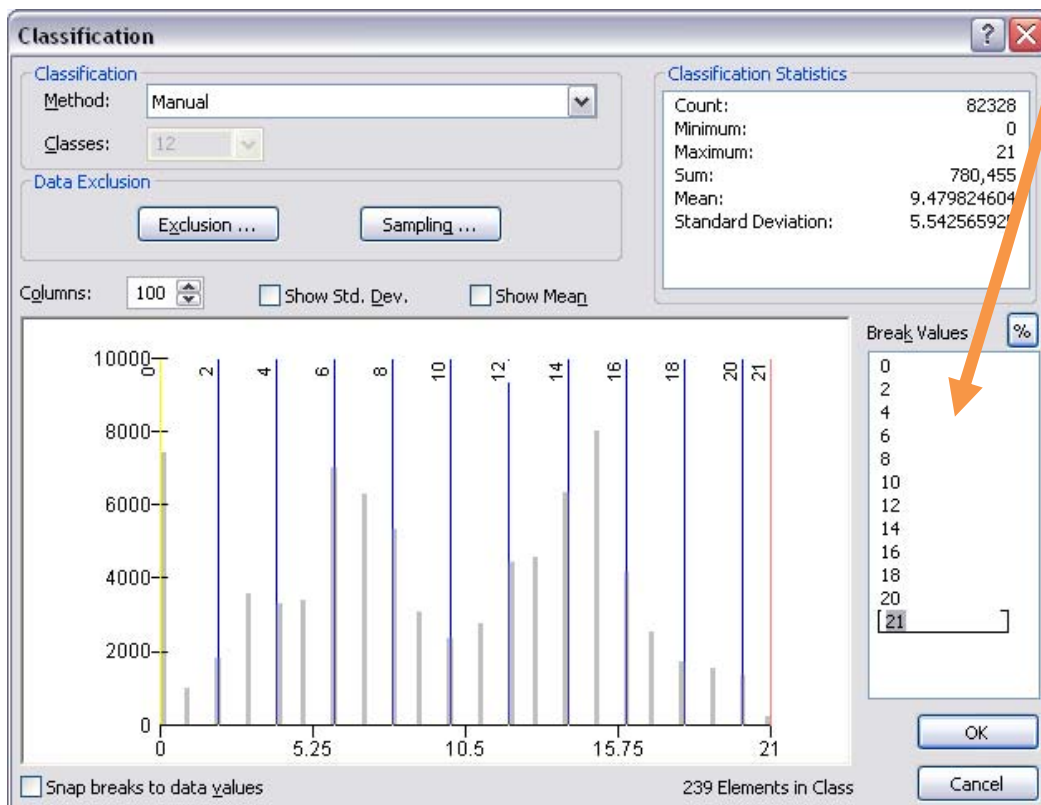 Classification
?
Classification
Method: Manual
Classes: 12
Data Exclusion
Exclusion ...
Sampling ...
Classification Statistics
Count: 82328
Minimum: 0
Maximum: 21
Sum: 780,455
Mean: 9.479824604
Standard Deviation: 5.542565925
Columns: 100
Show Std. Dev.
Show Mean
Break Values %
0 2 4 6 8 10 12 14 16 18 20 21
10000
8000
6000
4000
2000
0
0 5.25 10.5 15.75 21
0
2
4
6
8
10
12
14
16
18
20
21
OK
Snap breaks to data values
239 Elements in Class
Cancel